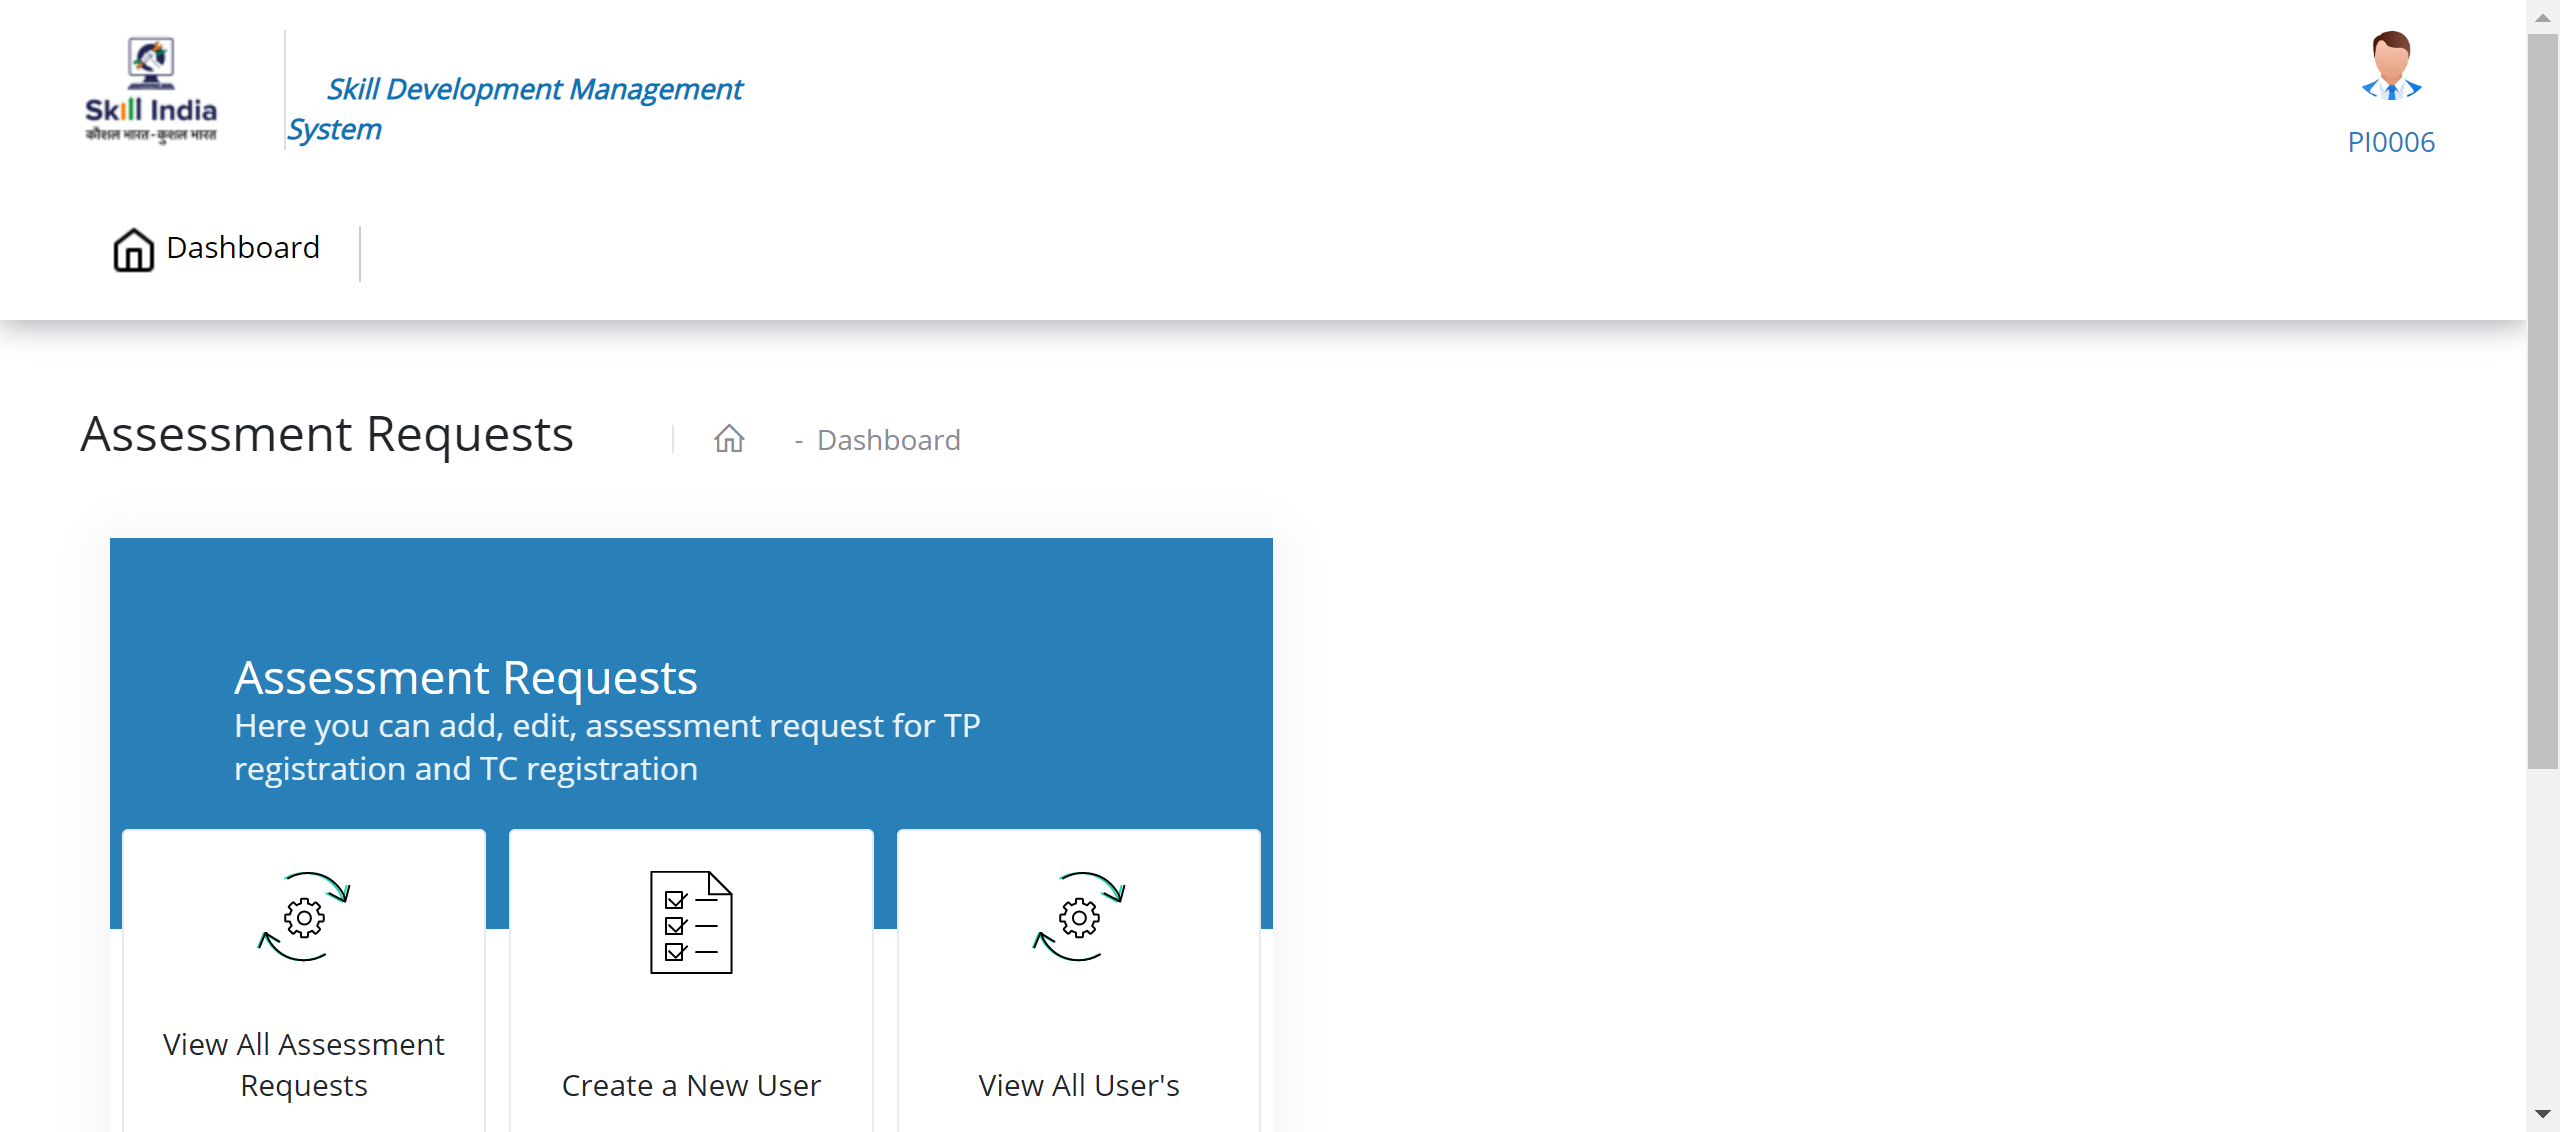 Skill India
कौशल भारत-कुशल भारत
Skill Development Management
System
PI0006
Dashboard
Assessment Requests
- Dashboard
Assessment Requests
Here you can add, edit, assessment request for TP
registration and TC registration
View All Assessment
Requests
Create a New User
View All User's